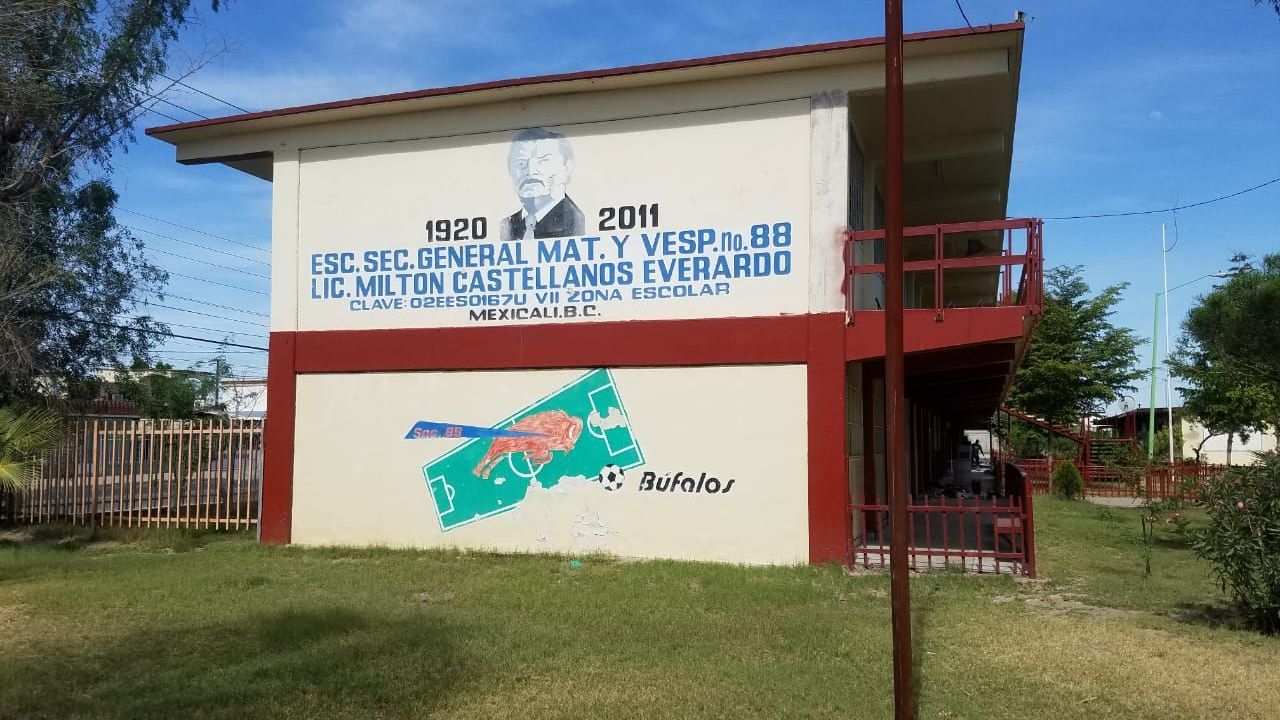 1920 2011
ESC. SEC. GENERAL MAT. Y VESP. no. 88
LIC. MILTON CASTELLANOS EVERARDO
CLAVE: 02EES0167U VII ZONA ESCOLAR
MEXICALI. B.C.
Sec. 88
Búfalos